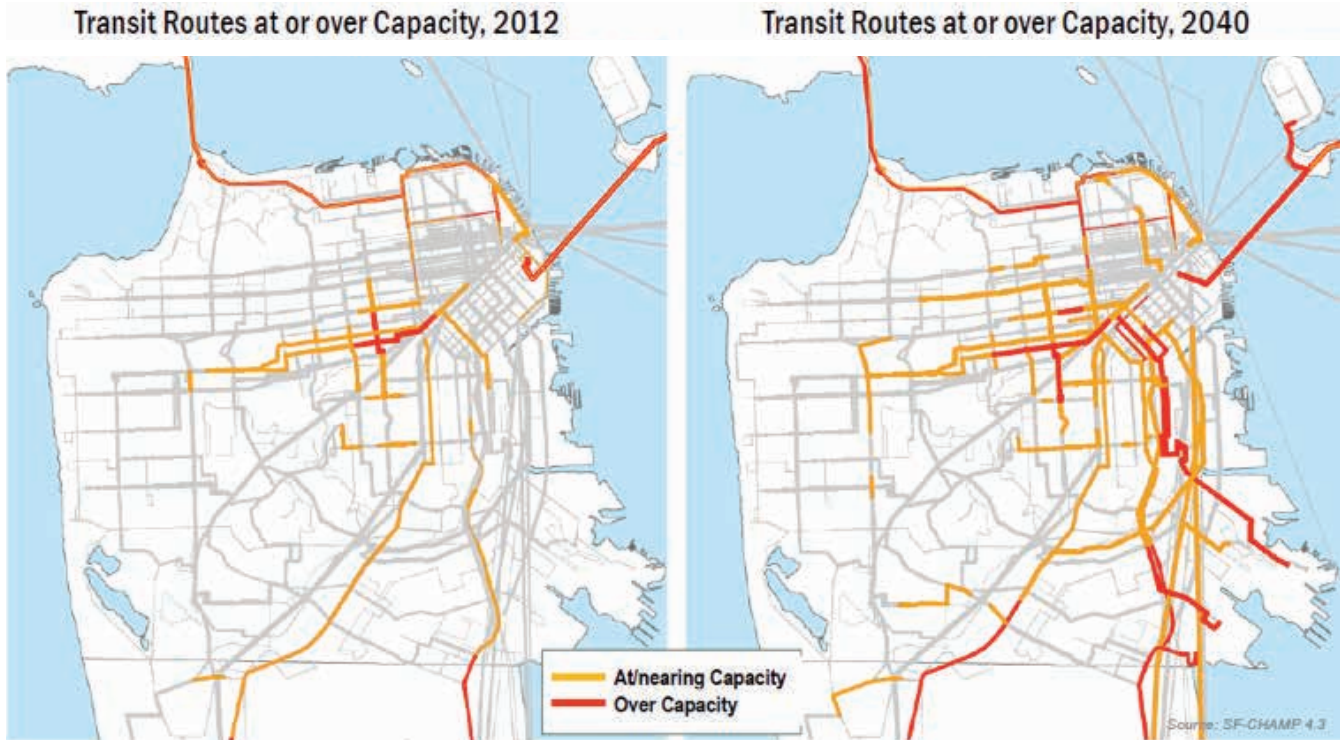 Transit Routes at or over Capacity, 2012
Transit Routes at or over Capacity, 2040
At/nearing Capacity
Over Capacity
Source: SF-CHAMP 4.3